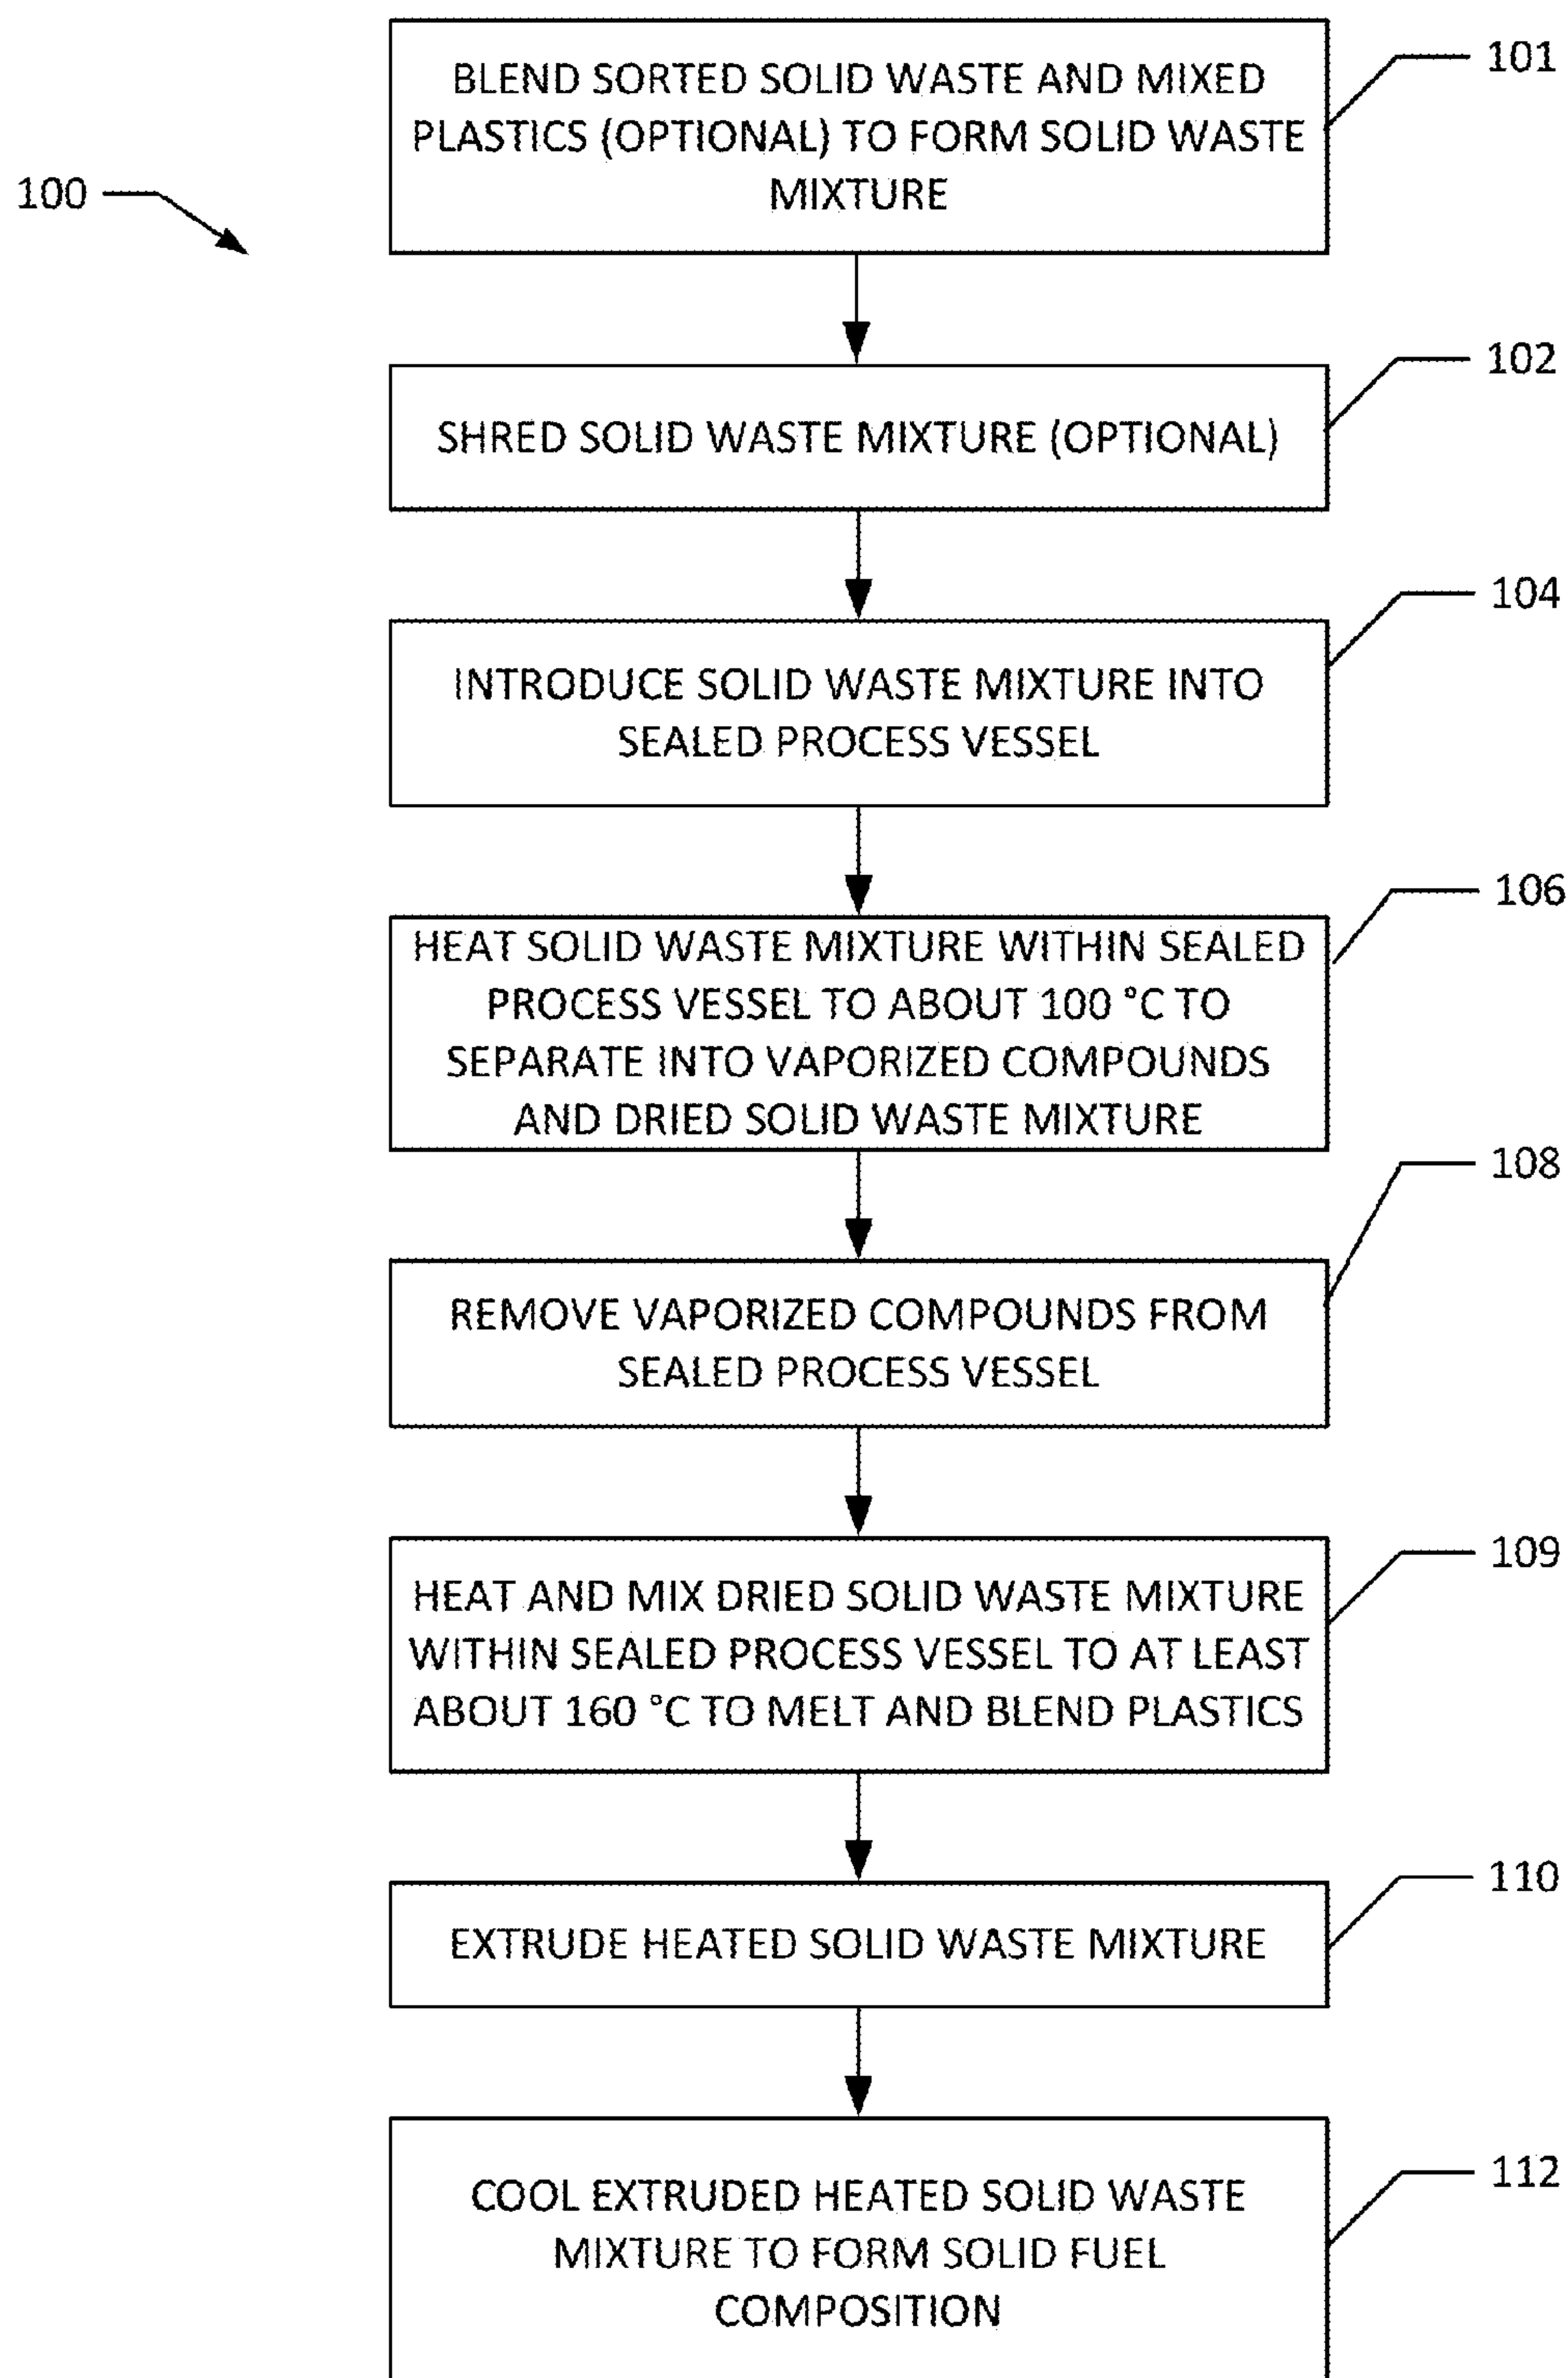 BLEND SORTED SOLID WASTE AND MIXED
PLASTICS (OPTIONAL) TO FORM SOLID WASTE
MIXTURE
101
100
SHRED SOLID WASTE MIXTURE (OPTIONAL)
102
INTRODUCE SOLID WASTE MIXTURE INTO
SEALED PROCESS VESSEL
104
HEAT SOLID WASTE MIXTURE WITHIN SEALED
PROCESS VESSEL TO ABOUT 100 °C TO
SEPARATE INTO VAPORIZED COMPOUNDS
AND DRIED SOLID WASTE MIXTURE
106
REMOVE VAPORIZED COMPOUNDS FROM
SEALED PROCESS VESSEL
108
HEAT AND MIX DRIED SOLID WASTE MIXTURE
WITHIN SEALED PROCESS VESSEL TO AT LEAST
ABOUT 160 °C TO MELT AND BLEND PLASTICS
109
EXTRUDE HEATED SOLID WASTE MIXTURE
110
COOL EXTRUDED HEATED SOLID WASTE
MIXTURE TO FORM SOLID FUEL
COMPOSITION
112